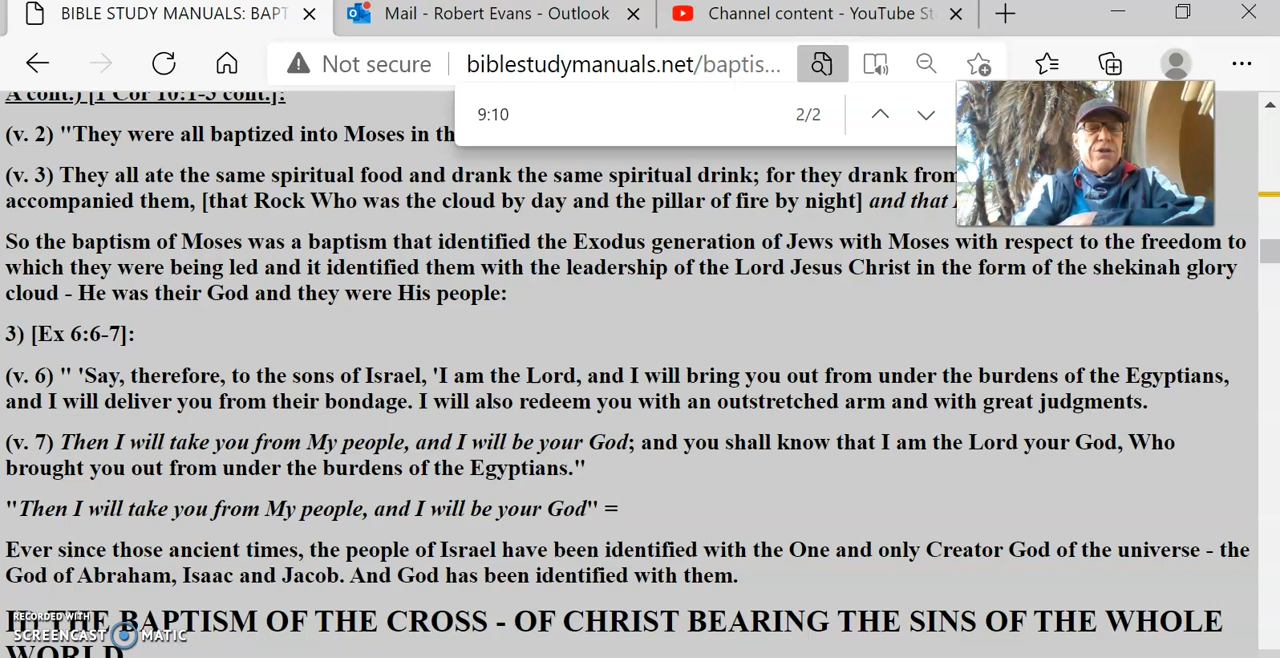 BIBLE STUDY MANUALS: BAPT
Mail - Robert Evans - Outlook
Channel content - YouTube St
Not secure
biblestudymanuals.net/baptis...
A cont.) [1 Cor 10:1-5 cont.]:
9:10
2/2
(v. 2) "They were all baptized into Moses in th
(v. 3) They all ate the same spiritual food and drank the same spiritual drink; for they drank from
accompanied them, [that Rock Who was the cloud by day and the pillar of fire by night] and that
So the baptism of Moses was a baptism that identified the Exodus generation of Jews with Moses with respect to the freedom to
which they were being led and it identified them with the leadership of the Lord Jesus Christ in the form of the shekinah glory
cloud - He was their God and they were His people:
3) [Ex 6:6-7]:
(v. 6) " 'Say, therefore, to the sons of Israel, 'I am the Lord, and I will bring you out from under the burdens of the Egyptians,
and I will deliver you from their bondage. I will also redeem you with an outstretched arm and with great judgments.
(v. 7) Then I will take you from My people, and I will be your God; and you shall know that I am the Lord your God, Who
brought you out from under the burdens of the Egyptians."
"Then I will take you from My people, and I will be your God" =
Ever since those ancient times, the people of Israel have been identified with the One and only Creator God of the universe - the
God of Abraham, Isaac and Jacob. And God has been identified with them.
THE BAPTISM OF THE CROSS - OF CHRIST BEARING THE SINS OF THE WHOLE
WORLD
RECORDED WITH
SCREENCAST MATIC